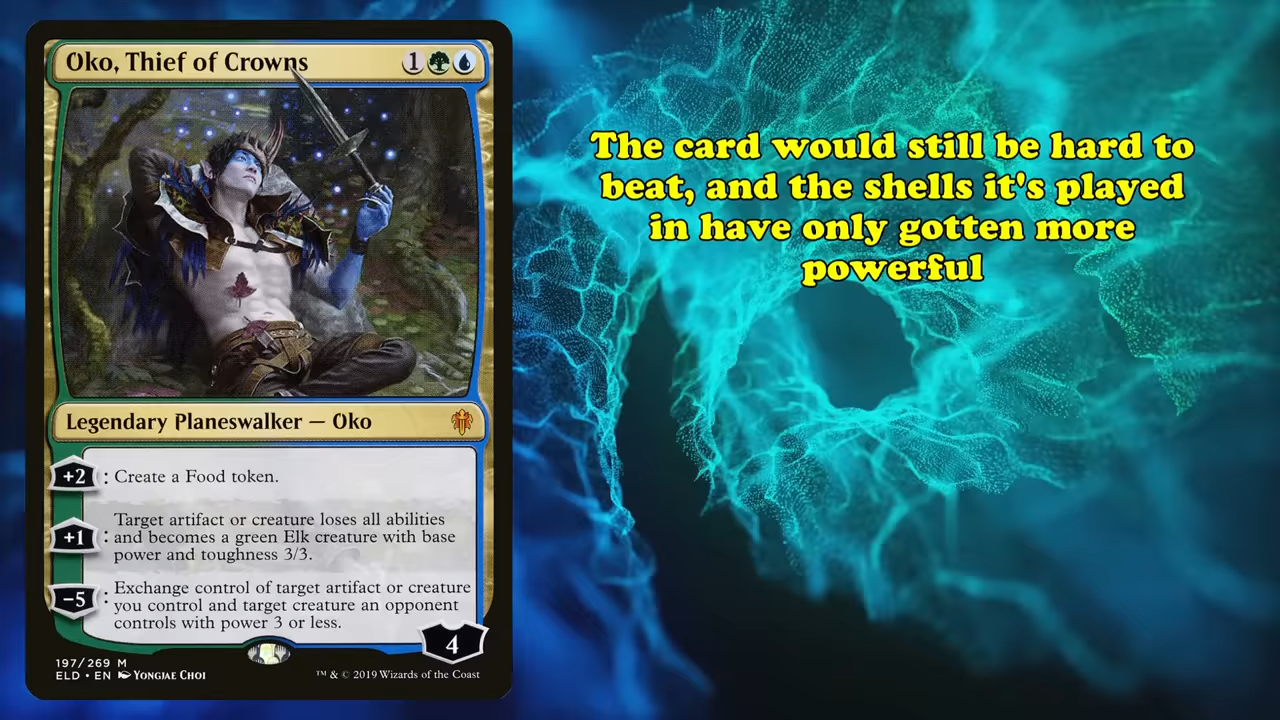 Oko, Thief of Crowns 1
Legendary Planeswalker — Oko
+2 : Create a Food token.
+1 : Target artifact or creature loses all abilities
and becomes a green Elk creature with base
power and toughness 3/3.
−5 : Exchange control of target artifact or creature
you control and target creature an opponent
controls with power 3 or less.
4
197/269 M
ELD • EN Yongjae Choi
™ & © 2019 Wizards of the Coast
The card would still be hard to
beat, and the shells it's played
in have only gotten more
powerful